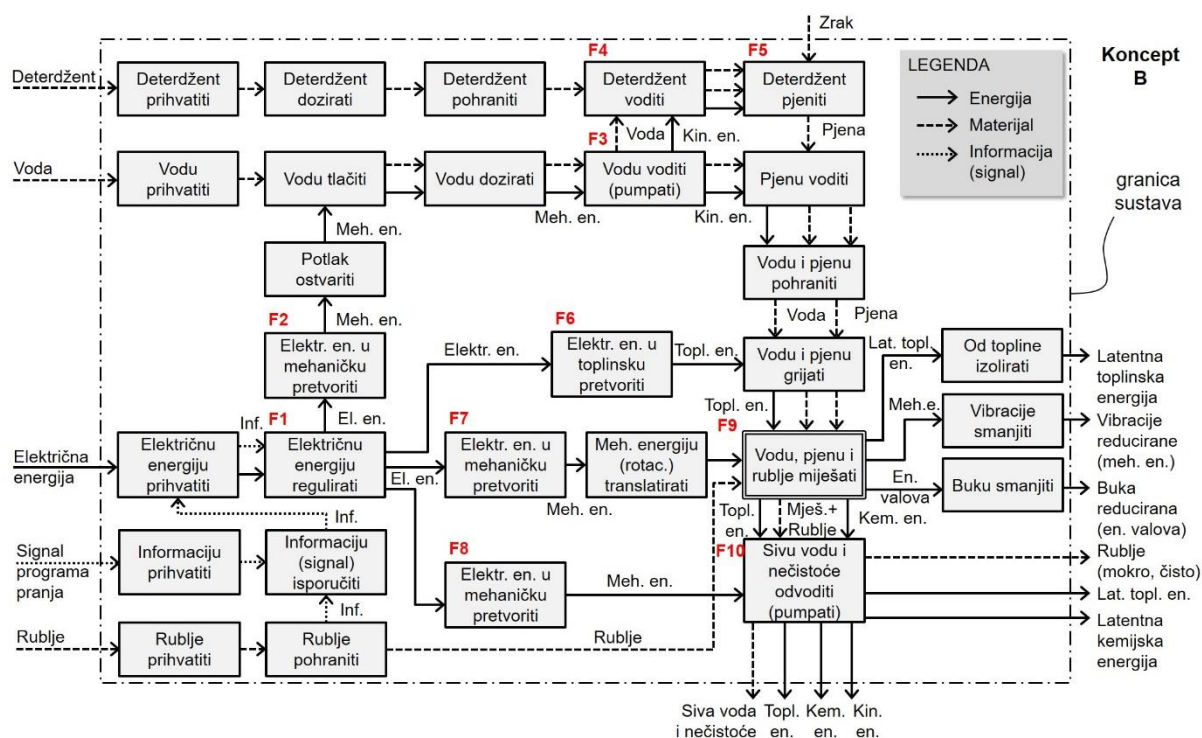 Zrak
Koncept
B
Deterdžent
Deterdžent
prihvatiti
Deterdžent
dozirati
Deterdžent
pohraniti
F4
Deterdžent
voditi
F5
Deterdžent
pjeniti
LEGENDA
Energija
Materijal
Informacija
(signal)
F3
Voda
Kin. en.
Pjena
Voda
Vodu
prihvatiti
Vodu tlačiti
Vodu dozirati
Vodu voditi
(pumpati)
Pjenu voditi
granica
sustava
Meh. en.
Meh. en.
Kin. en.
Potlak
ostvariti
Vodu i pjenu
pohraniti
F2
Meh. en.
Voda
Pjena
Elektr. en. u
mehaničku
pretvoriti
F6
Elektr. en.
Elektr. en. u
toplinsku
pretvoriti
Topl. en.
Vodu i pjenu
grijati
Lat. topl.
en.
Od topline
izolirati
Latentna
toplinska
energija
F1
Inf.
El. en
F7
Topl. en.
F9
Meh.e.
Električna
energija
Električnu
energiju
prihvatiti
Električnu
energiju
regulirati
El. en.
Elektr. en. u
mehaničku
pretvoriti
Meh. energiju
(rotac.)
translatirati
Meh. en.
Vodu, pjenu i
rublje miješati
Vibracije
smanjiti
Vibracije
reducirane
(meh. en.)
En.
valova
Buku smanjiti
Buka
reducirana
(en. valova)
Inf.
Topl.
en.
Mješ.+
Rublje
Kem. en.
Signal
programa
pranja
Informaciju
prihvatiti
Informaciju
(signal)
isporučiti
F8
Elektr. en. u
mehaničku
pretvoriti
Meh. en.
F10
Sivu vodu i
nečistoće
odvoditi
(pumpati)
Rublje
(mokro, čisto)
Lat. topl. en.
Latentna
kemijska
energija
Inf.
Rublje
Rublje
prihvatiti
Rublje
pohraniti
Rublje
Siva voda
i nečistoće
Topl.
en.
Kem.
en.
Kin.
en.